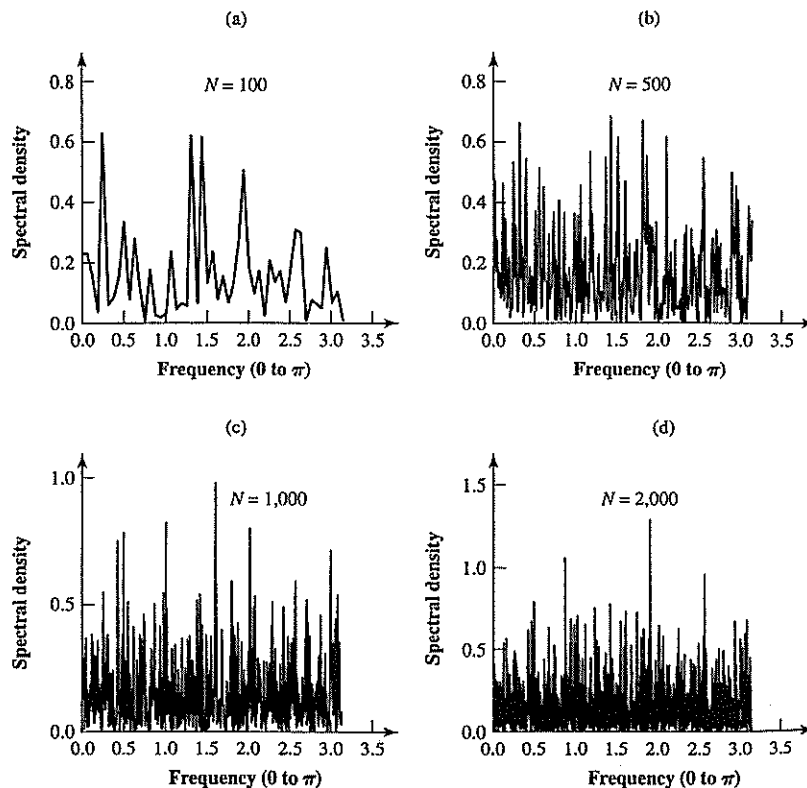 (a)
N = 100
Spectral density
0.8
0.6
0.4
0.2
0.0
0.0 0.5 1.0 1.5 2.0 2.5 3.0 3.5
Frequency (0 to π)
(b)
N = 500
Spectral density
0.8
0.6
0.4
0.2
0.0
0.0 0.5 1.0 1.5 2.0 2.5 3.0 3.5
Frequency (0 to π)
(c)
N = 1,000
Spectral density
1.0
0.5
0.0
0.0 0.5 1.0 1.5 2.0 2.5 3.0 3.5
Frequency (0 to π)
(d)
N = 2,000
Spectral density
1.5
1.0
0.5
0.0
0.0 0.5 1.0 1.5 2.0 2.5 3.0 3.5
Frequency (0 to π)